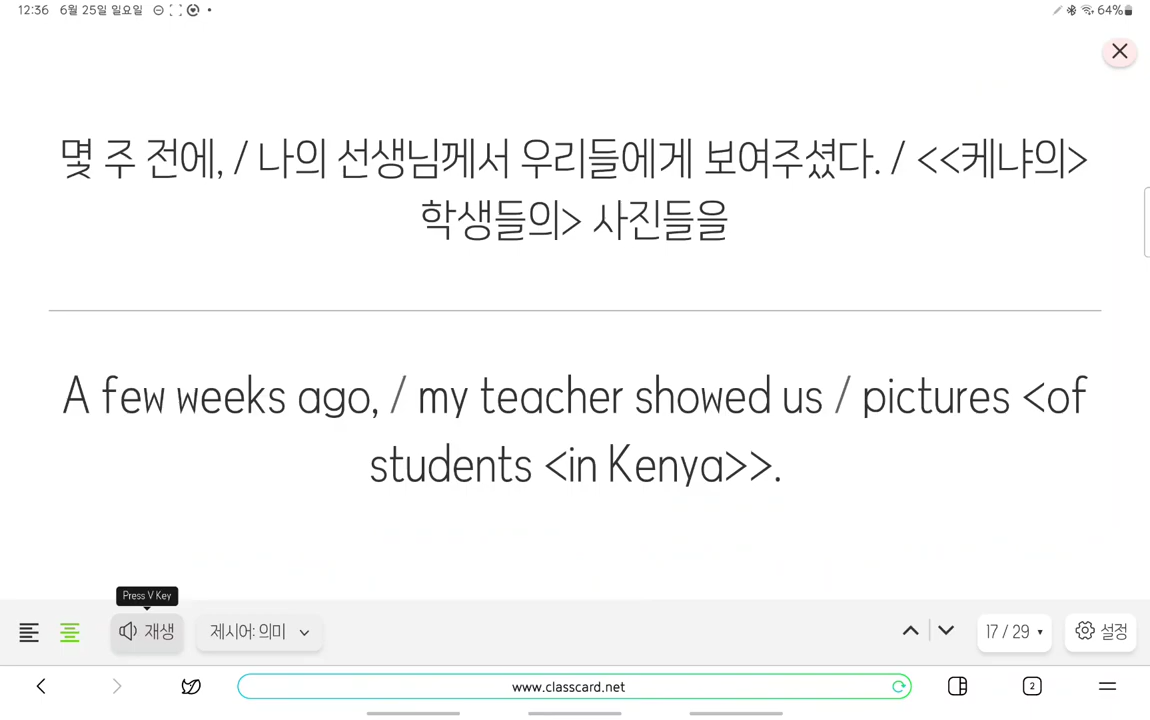 12:36 6월 25일 일요일
64%
몇 주 전에, / 나의 선생님께서 우리들에게 보여주셨다. / <<케냐의>
학생들의> 사진들을
A few weeks ago, / my teacher showed us / pictures <of
students <in Kenya>>.
Press V Key
재생 제시어: 의미 17 / 29 설정
www.classcard.net 2